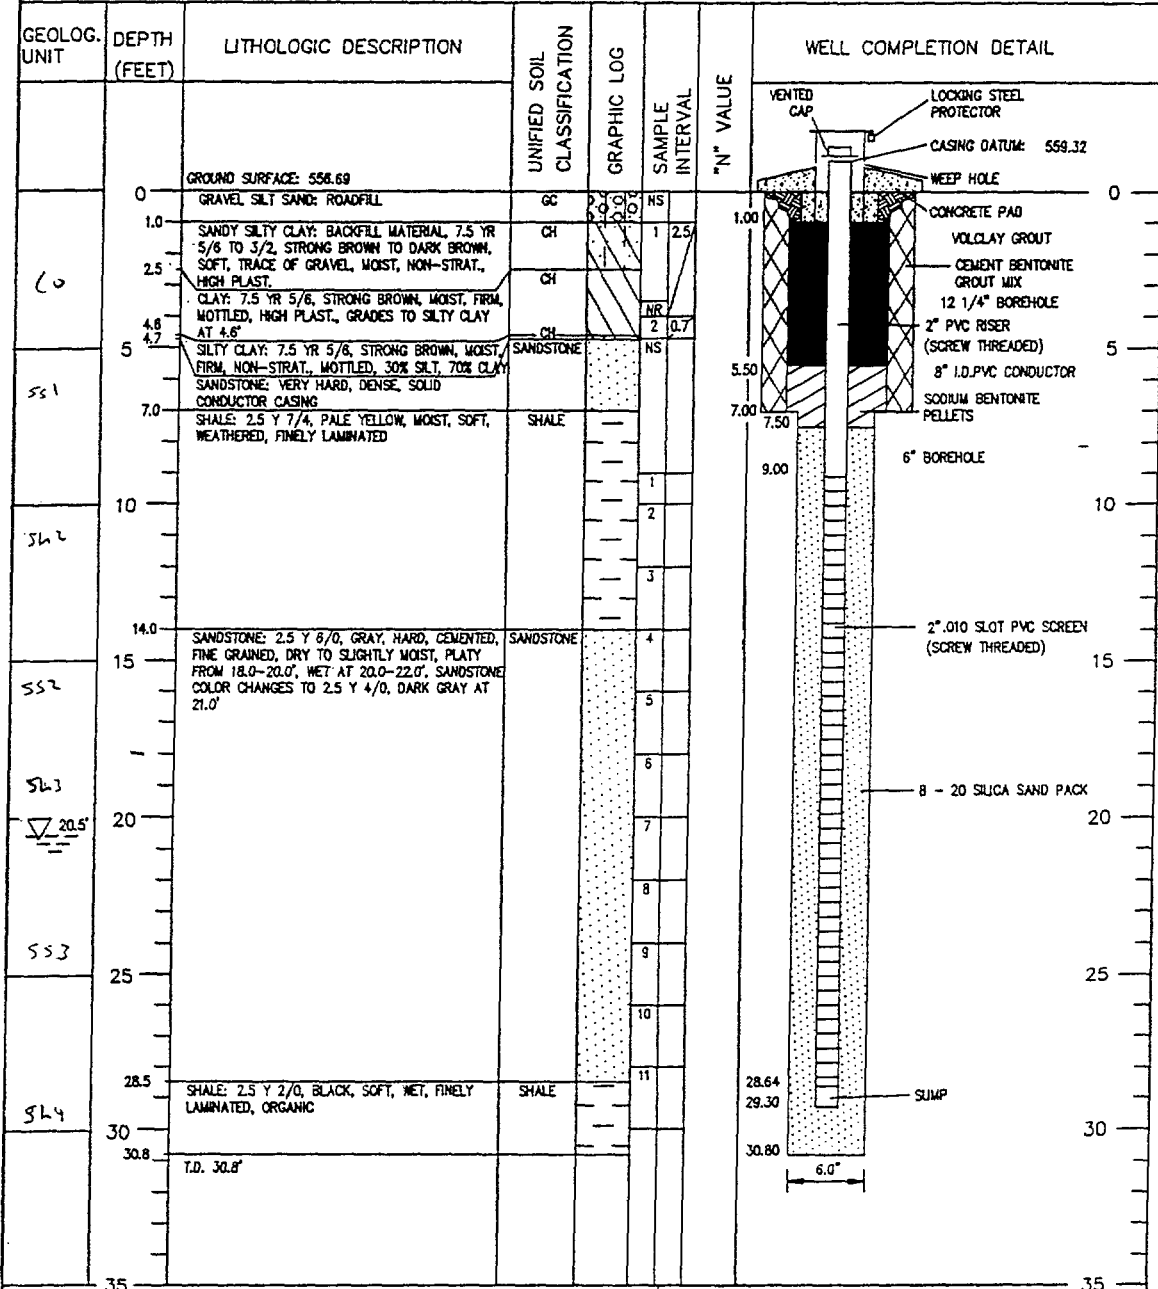 GEOLOG. UNIT
DEPTH (FEET)
LITHOLOGIC DESCRIPTION
UNIFIED SOIL CLASSIFICATION
GRAPHIC LOG
SAMPLE INTERVAL
"N" VALUE
WELL COMPLETION DETAIL
VENTED CAP
LOCKING STEEL PROTECTOR
CASING DATUM: 559.32
WEEP HOLE
GROUND SURFACE: 556.69
0
GRAVEL SILT SAND: ROADFILL
GC
NS
0
CONCRETE PAD
1.0
1.00
SANDY SILTY CLAY: BACKFILL MATERIAL, 7.5 YR
5/6 TO 3/2, STRONG BROWN TO DARK BROWN,
SOFT, TRACE OF GRAVEL, MOIST, NON-STRAT.,
HIGH PLAST.
CH
1 2.5
VOLCLAY GROUT
CEMENT BENTONITE
GROUT MIX
2.5
CLAY: 7.5 YR 5/6, STRONG BROWN, MOIST, FIRM,
MOTTLED, HIGH PLAST., GRADES TO SILTY CLAY
AT 4.6'
CH
NR
2 0.7
12 1/4" BOREHOLE
2" PVC RISER
(SCREW THREADED)
LO
4.6
4.7
CH
5
SILTY CLAY: 7.5 YR 5/6, STRONG BROWN, MOIST,
FIRM, NON-STRAT., MOTTLED, 30% SILT, 70% CLAY
SANDSTONE
NS
5
5.50
8" I.D.PVC CONDUCTOR
SS1
SANDSTONE: VERY HARD, DENSE, SOLID
CONDUCTOR CASING
SODIUM BENTONITE
PELLETS
7.0
7.00
7.50
SHALE: 2.5 Y 7/4, PALE YELLOW, MOIST, SOFT,
WEATHERED, FINELY LAMINATED
SHALE
6" BOREHOLE
9.00
1
10
10
2
Sh2
3
14.0
SANDSTONE: 2.5 Y 6/0, GRAY, HARD, CEMENTED,
FINE GRAINED, DRY TO SLIGHTLY MOIST, PLATY
FROM 18.0-20.0', WET AT 20.0-22.0', SANDSTONE
COLOR CHANGES TO 2.5 Y 4/0, DARK GRAY AT
21.0'
SANDSTONE
4
2".010 SLOT PVC SCREEN
(SCREW THREADED)
15
15
SS2
5
6
Sh3
8 - 20 SILICA SAND PACK
20
20
20.5'
7
8
SS3
9
25
25
10
11
28.5
SHALE: 2.5 Y 2/0, BLACK, SOFT, WET, FINELY
LAMINATED, ORGANIC
SHALE
28.64
29.30
SUMP
Sh4
30
30
30.8
30.80
T.D. 30.8'
6.0"
35
35